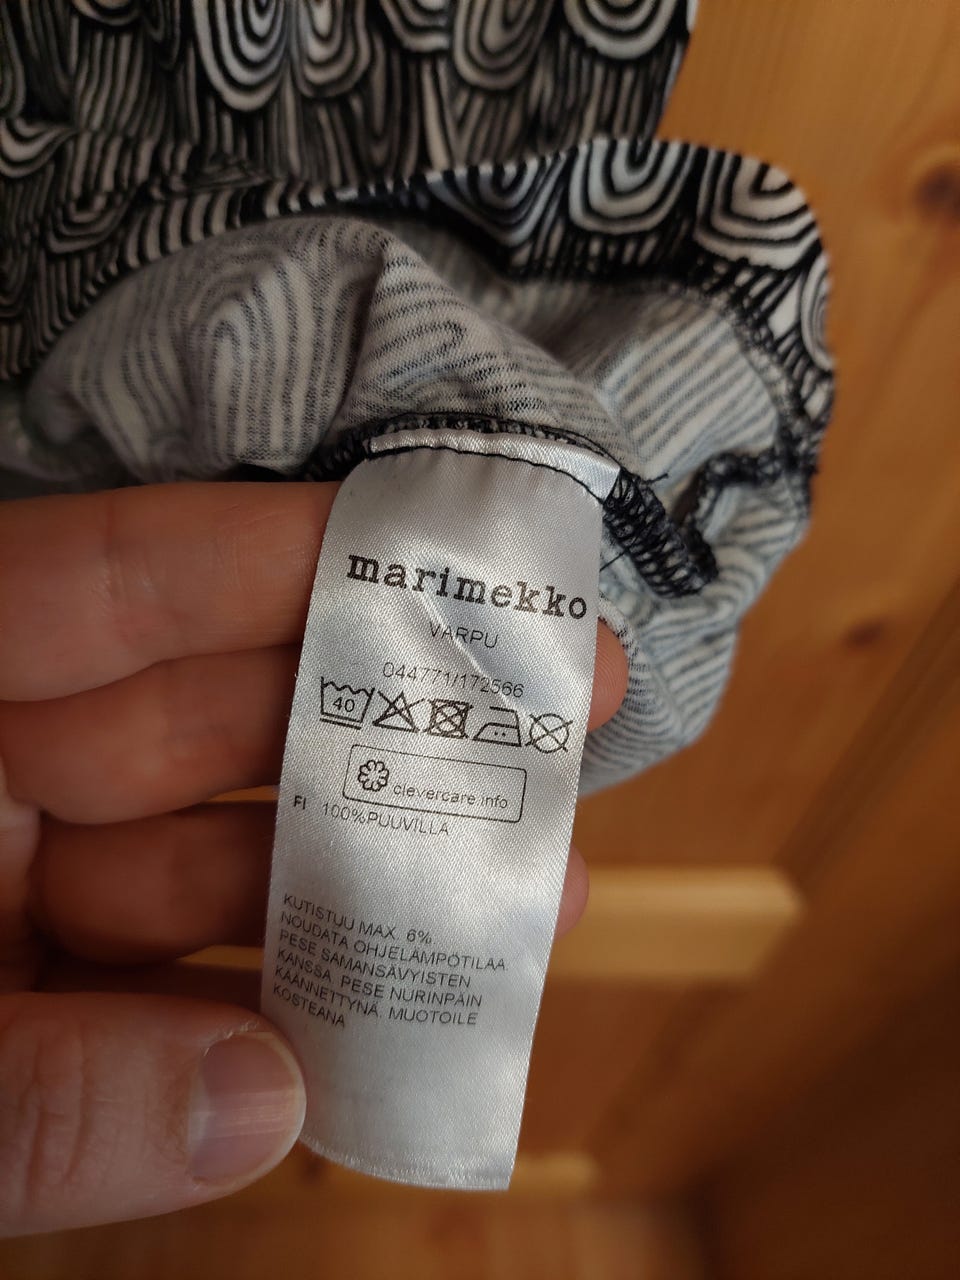 marimekko
VARPU
044771/172566
40
clevercare.info
FI 100%PUUVILLA
KUTISTUU MAX. 6%
NOUDATA OHJELÄMPÖTILAA.
PESE SAMANSÄVYISTEN
KANSSA. PESE NURINPÄIN
KÄÄNNETTYNÄ. MUOTOILE
KOSTEANA